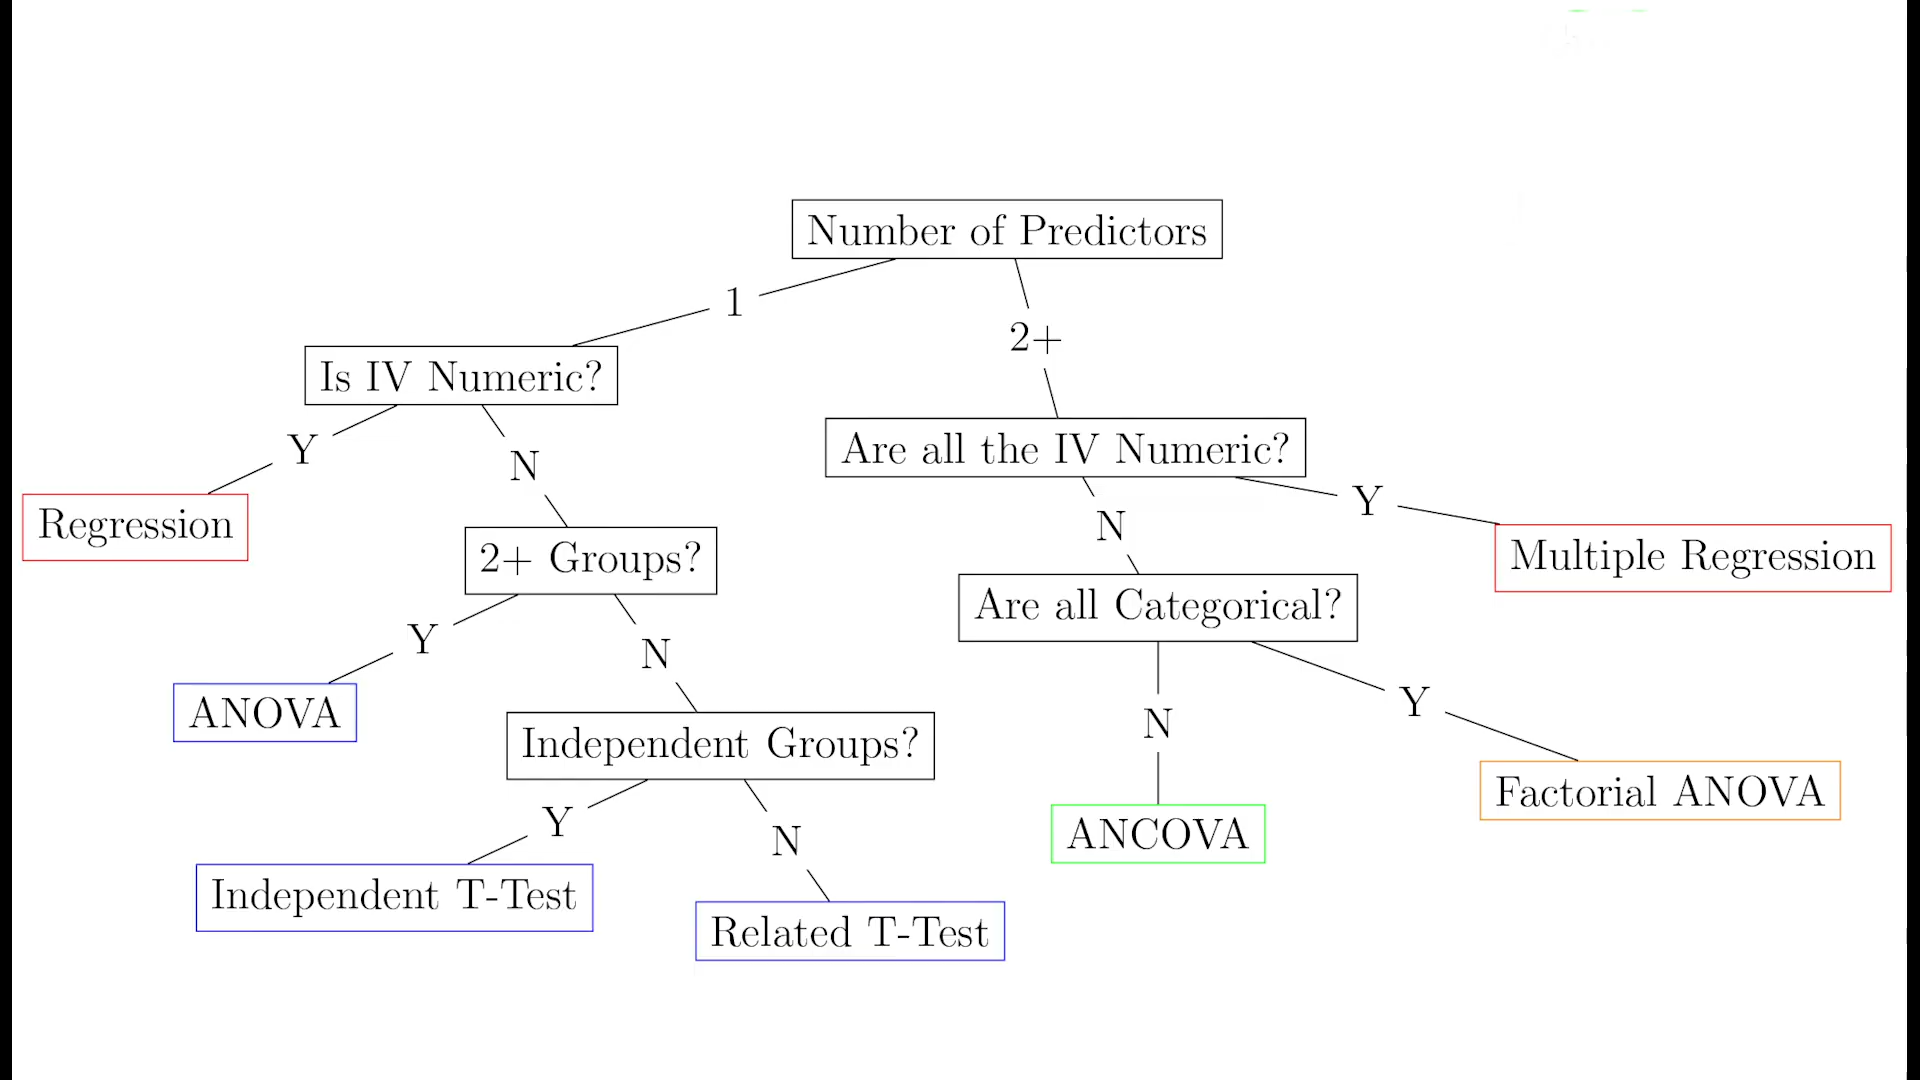 Number of Predictors
1
2+
Is IV Numeric?
Are all the IV Numeric?
Y
N
N
Y
Regression
2+ Groups?
Are all Categorical?
Multiple Regression
Y
N
N
Y
ANOVA
Independent Groups?
ANCOVA
Factorial ANOVA
Y
N
Independent T-Test
Related T-Test